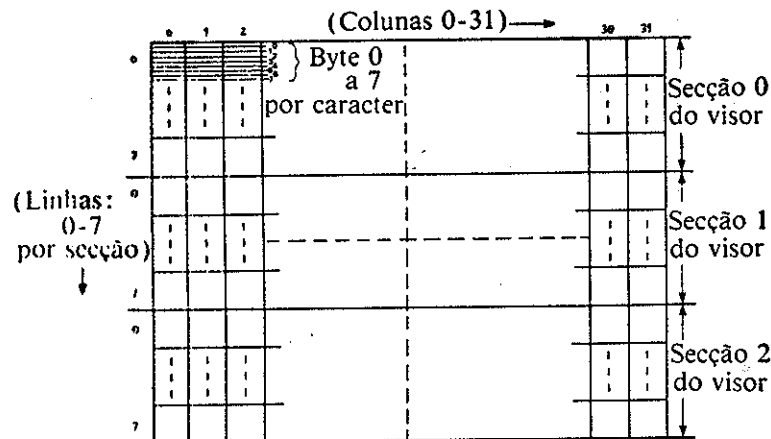 (Colunas 0-31)
0 1 2
30 31
0
Byte 0
a 7
por caracter
Secção 0
do visor
7
0
(Linhas:
0-7
por secção)
Secção 1
do visor
0
Secção 2
do visor
7